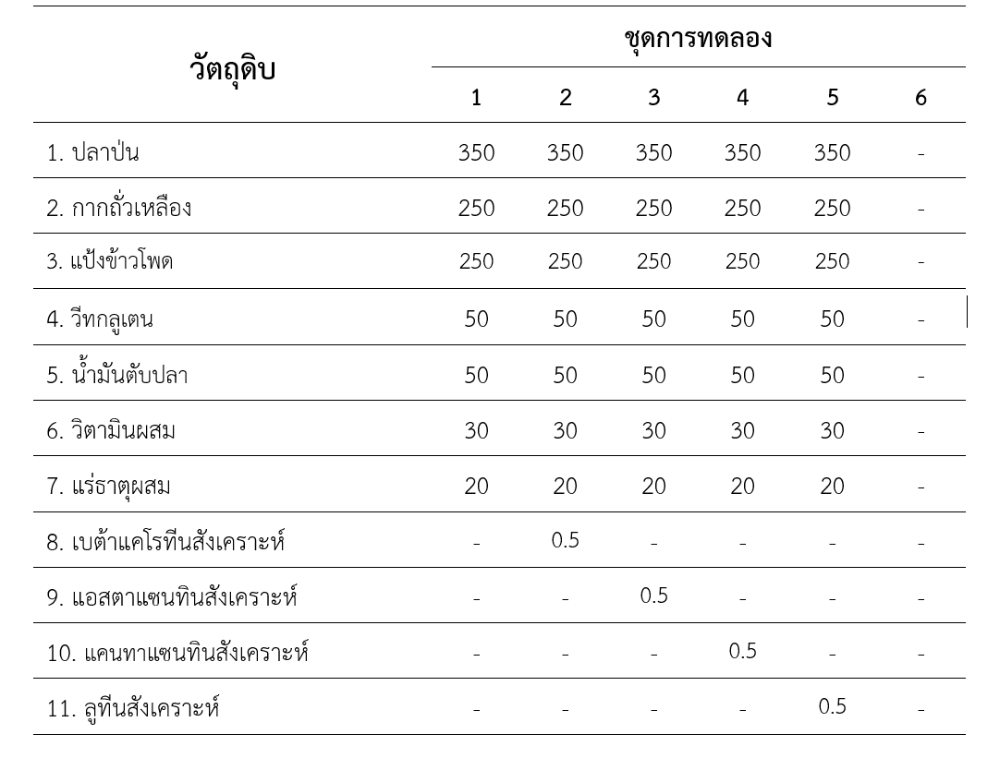 ชุดการทดลอง
วัตถุดิบ
1 2 3 4 5 6
1. ปลาป่น 350 350 350 350 350 -
2. กากถั่วเหลือง 250 250 250 250 250 -
3. แป้งข้าวโพด 250 250 250 250 250 -
4. วีทกลูเตน 50 50 50 50 50 -
5. น้ำมันตับปลา 50 50 50 50 50 -
6. วิตามินผสม 30 30 30 30 30 -
7. แร่ธาตุผสม 20 20 20 20 20 -
8. เบต้าแคโรทีนสังเคราะห์ - 0.5 - - - -
9. แอสตาแซนทินสังเคราะห์ - - 0.5 - - -
10. แคนทาแซนทินสังเคราะห์ - - - 0.5 - -
11. ลูทีนสังเคราะห์ - - - - 0.5 -